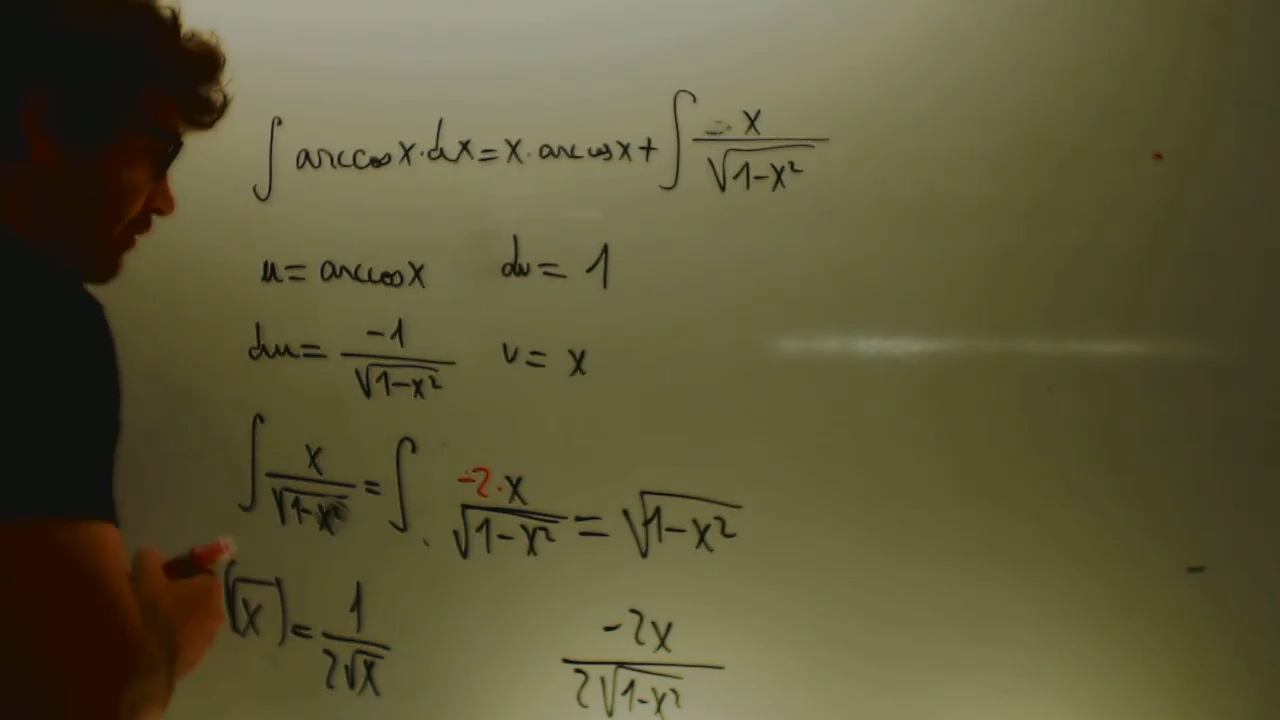 ∫ arccos x · dx = x · arccos x + ∫ -x/√(1-x²)
u = arccos x dv = 1
du = -1/√(1-x²) v = x
∫ x/√(1-x²) = ∫ -2·x/√(1-x²) = √(1-x²)
(√x) = 1/(2√x) -2x/(2√(1-x²))